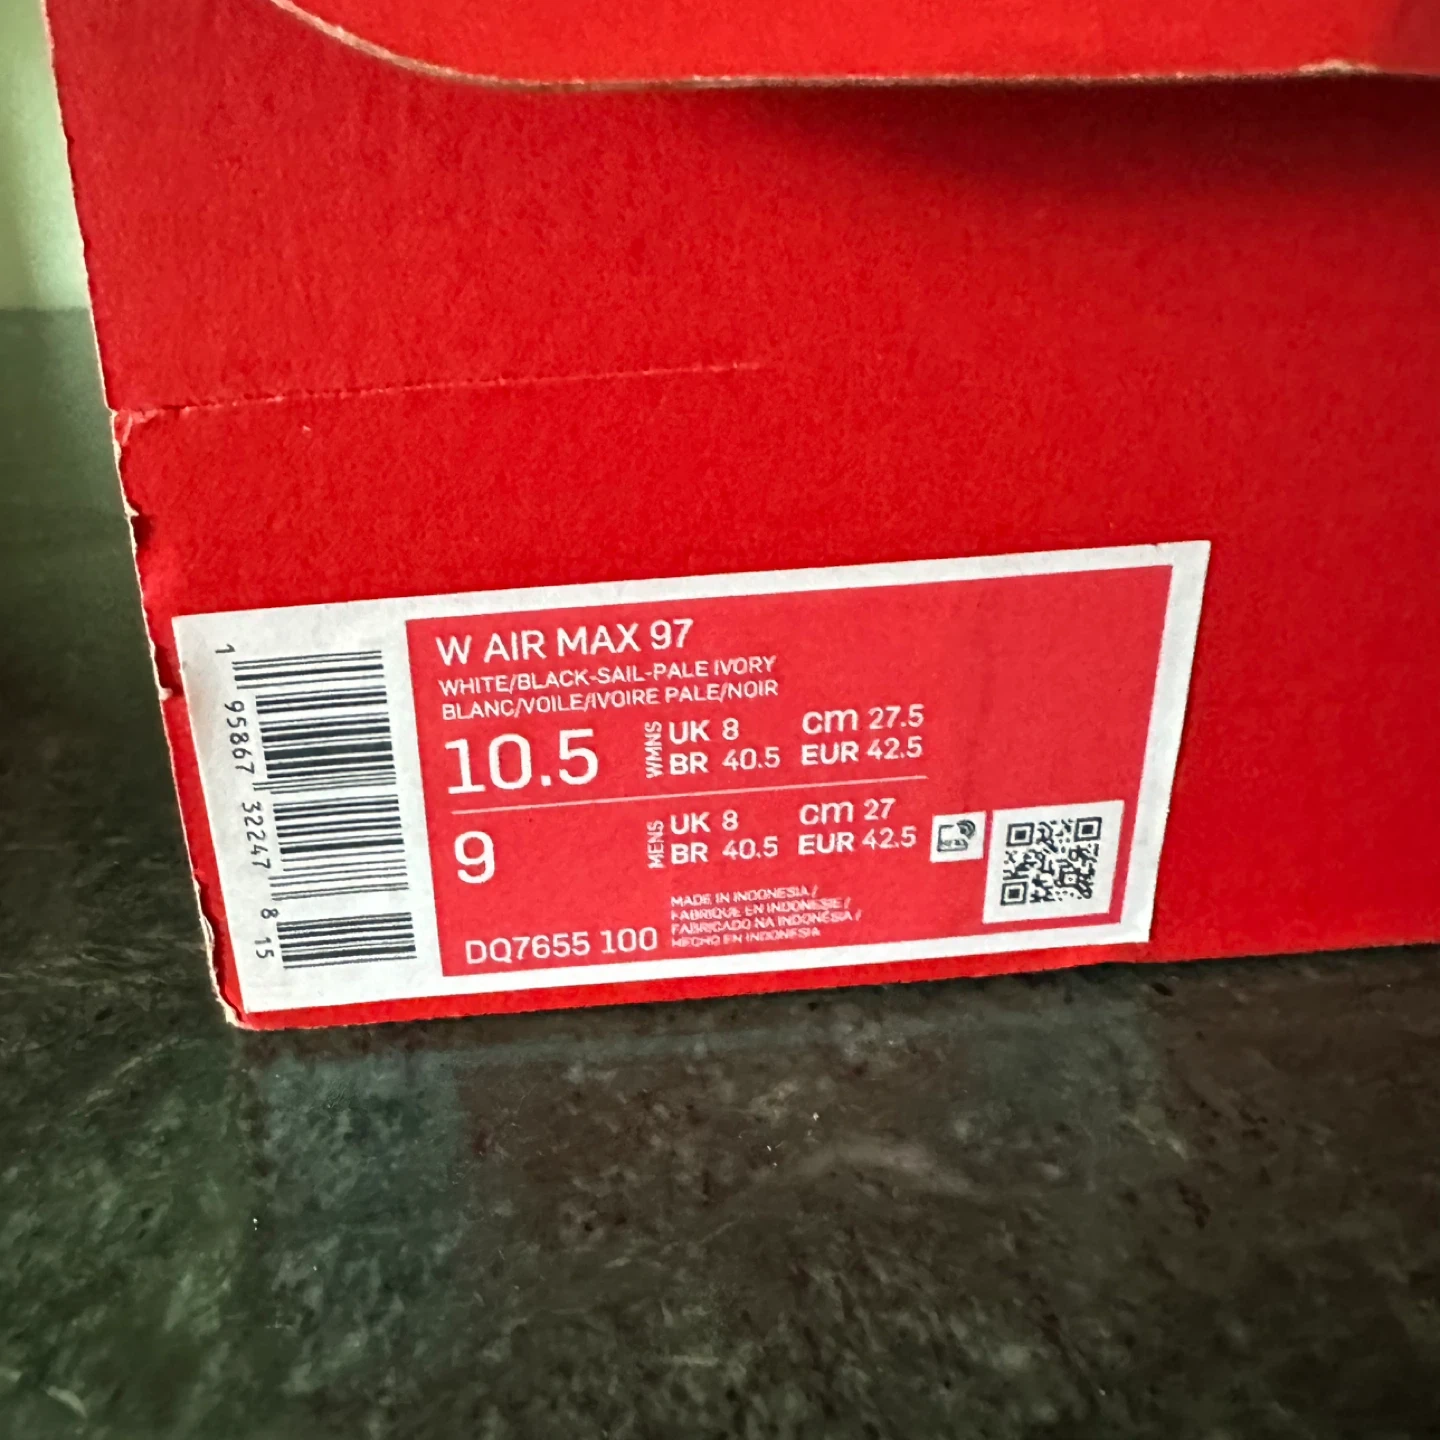 W AIR MAX 97
WHITE/BLACK-SAIL-PALE IVORY
BLANC/VOILE/IVOIRE PALE/NOIR
10.5 WMNS UK 8 cm 27.5
BR 40.5 EUR 42.5
9 MENS UK 8 cm 27
BR 40.5 EUR 42.5
DQ7655 100
MADE IN INDONESIA /
FABRIQUE EN INDONESIE /
FABRICADO NA INDONÉSIA /
HECHO EN INDONESIA
1 95867 32247 8 15